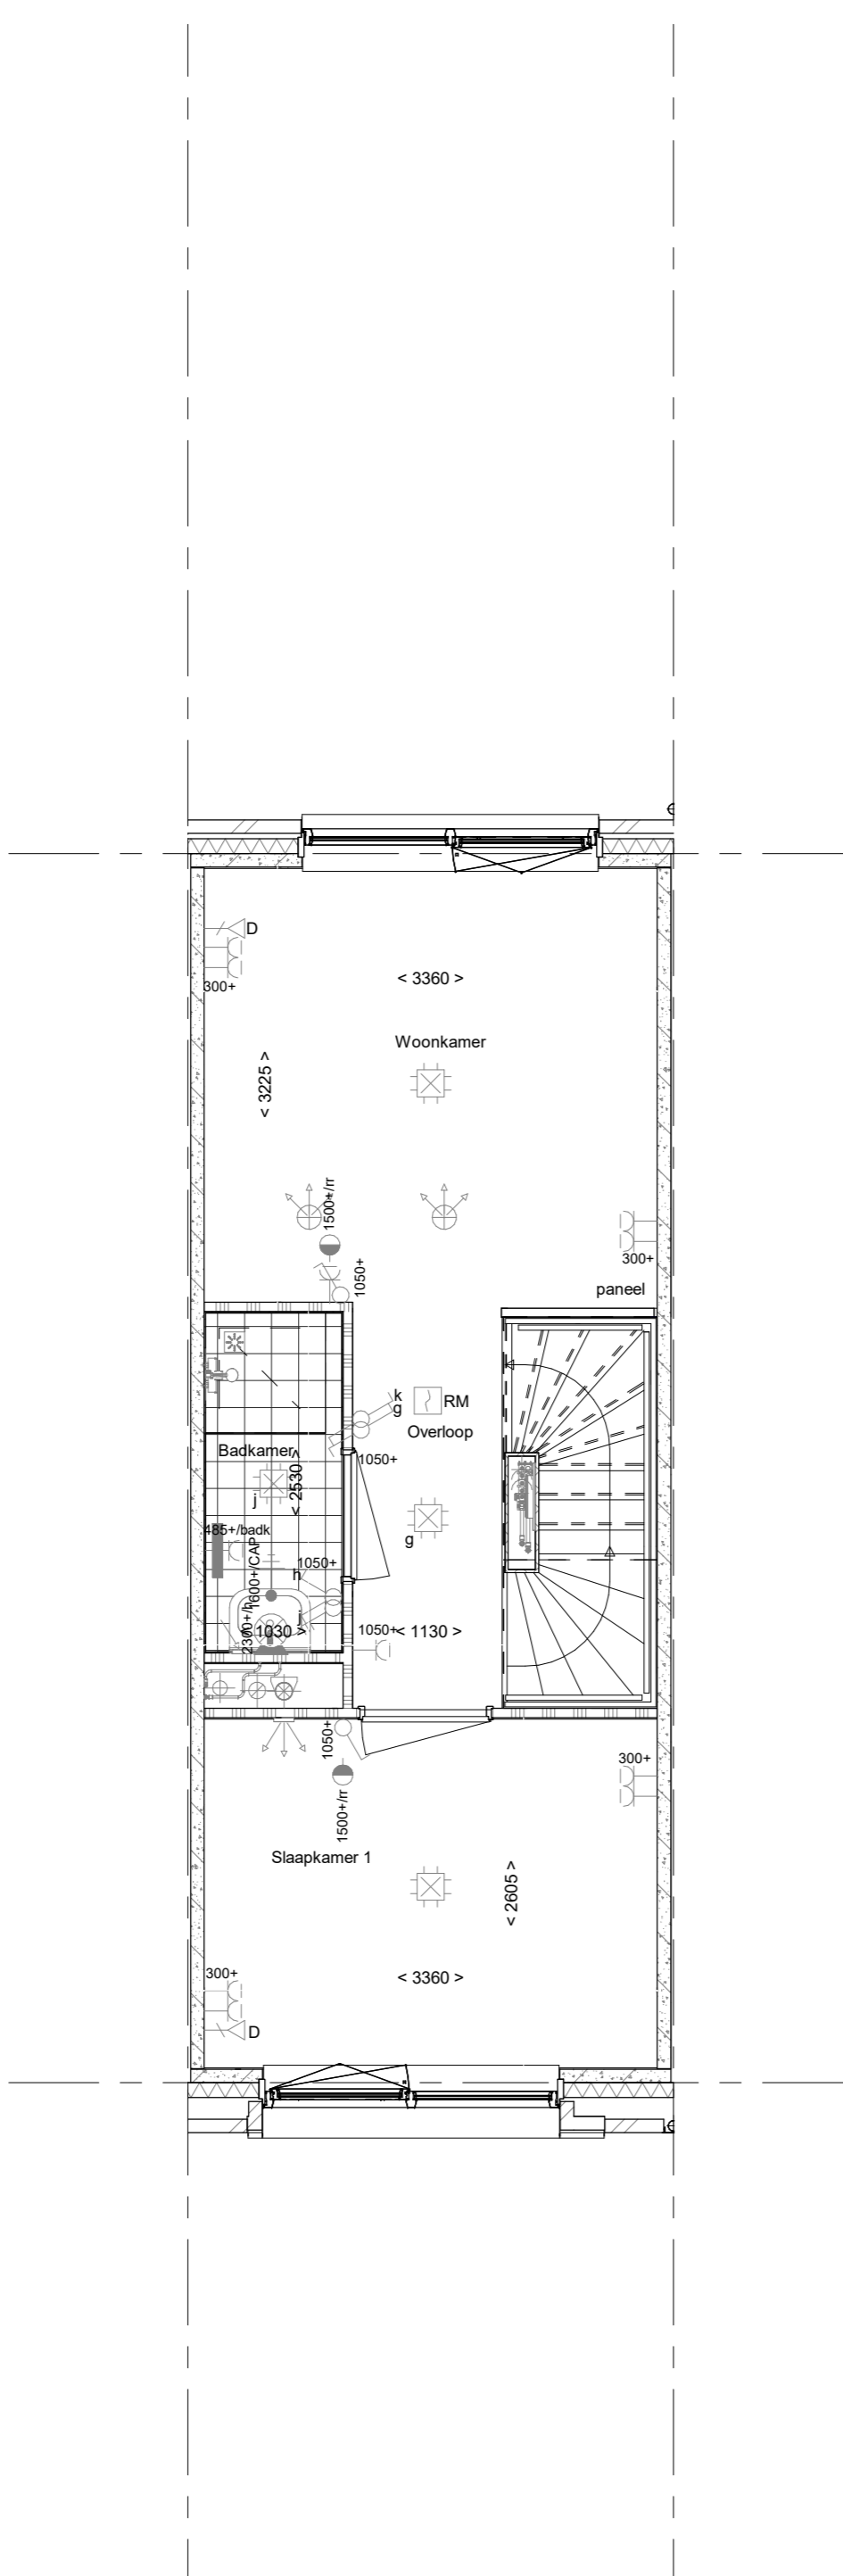 D
300+
< 3360 >
Woonkamer
< 3225 >
1500+/rr
1050+
300+
paneel
k
g
RM
Overloop
Badkamer
1050+
< 2530 >
j
g
485+/badk
1600+/CAP
1050+
h
j
2300+/h
< 1030 >
1050+
< 1130 >
1050+
1500+/rr
300+
Slaapkamer 1
< 2605 >
300+
< 3360 >
D